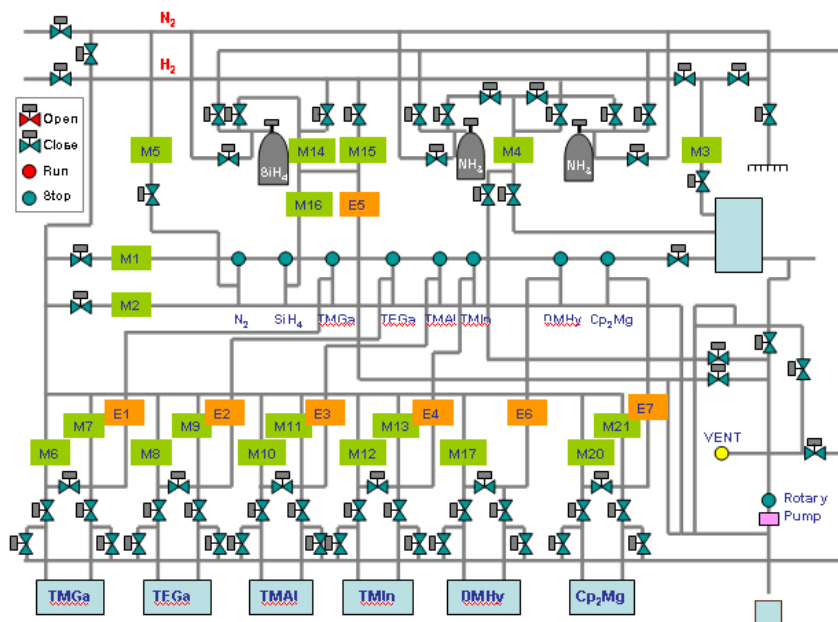 N₂
H₂
Open
Close
Run
Stop
M5
SiH₄
M14
M15
NH₃
M4
NH₃
M3
M16
E5
M1
M2
N₂
SiH₄
TMGa
TEGa
TMAl
TMIn
DMHy
Cp₂Mg
M6
M7
E1
M8
M9
E2
M10
M11
E3
M12
M13
E4
M17
E6
M20
M21
E7
VENT
Rotary
Pump
TMGa
TEGa
TMAl
TMIn
DMHy
Cp₂Mg